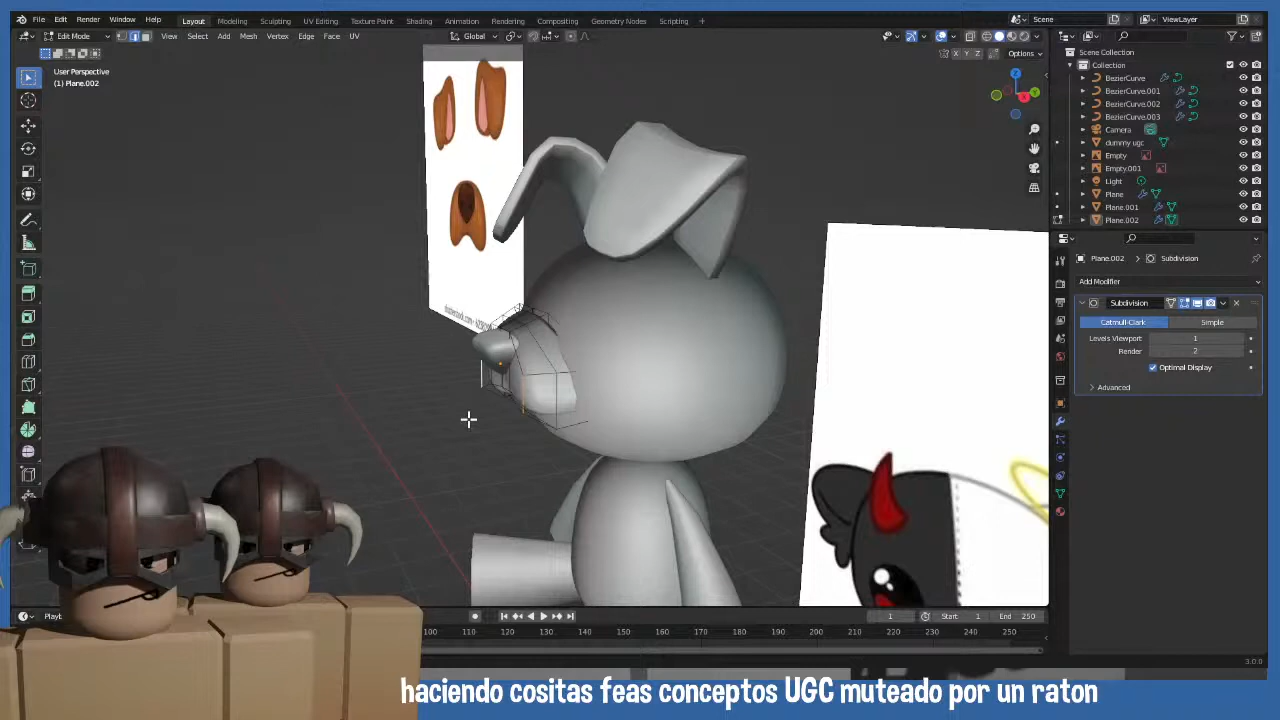 File Edit Render Window Help
Layout Modeling Sculpting UV Editing Texture Paint Shading Animation Rendering Compositing Geometry Nodes Scripting +
Scene
ViewLayer
Edit Mode
View Select Add Mesh Vertex Edge Face UV
Global
Options
X Y Z
User Perspective
(1) Plane.002
Z
Y
X
Scene Collection
Collection
BezierCurve
BezierCurve.001
BezierCurve.002
BezierCurve.003
Camera
dummy ugc
Empty
Empty.001
Light
Plane
Plane.001
Plane.002
Plane.002 > Subdivision
Add Modifier
Subdivision
Catmull-Clark Simple
Levels Viewport 1
Render 2
Optimal Display
Advanced
1 Start 1 End 250
100 110 120 130 140 150 160 170 180 190 200 210 220 230 240 250
3.0.0
haciendo cositas feas conceptos UGC muteado por un raton